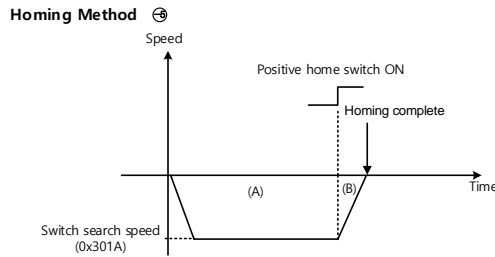 Homing Method
Speed
Positive home switch ON
Homing complete
(A)
(B)
Time
Switch search speed
(0x301A)